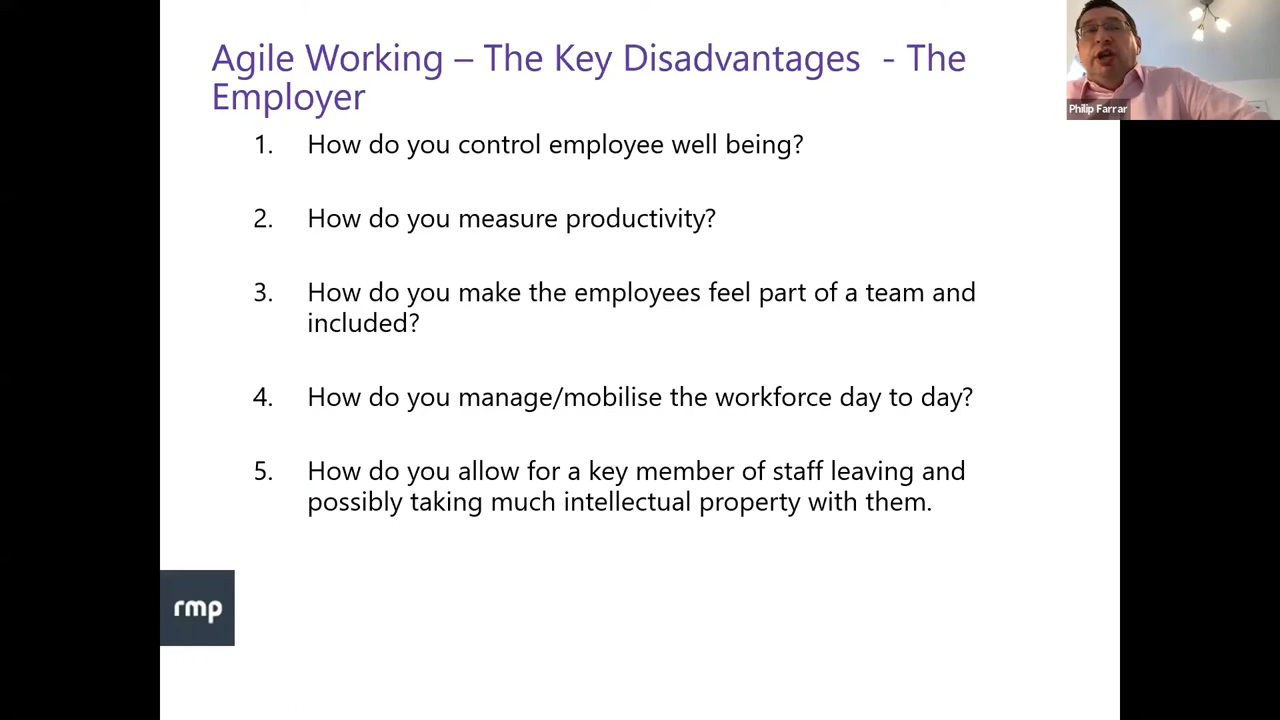 Agile Working – The Key Disadvantages - The
Employer
1. How do you control employee well being?
2. How do you measure productivity?
3. How do you make the employees feel part of a team and
included?
4. How do you manage/mobilise the workforce day to day?
5. How do you allow for a key member of staff leaving and
possibly taking much intellectual property with them.
rmp
Philip Farrar